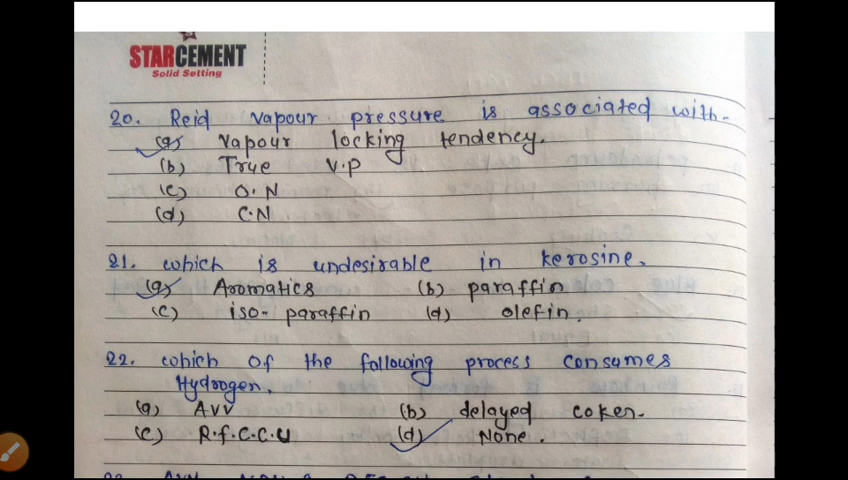 STARCEMENT
Solid Setting
20. Reid vapour pressure is associated with-
(a) vapour locking tendency.
(b) True V.P
(c) O.N
(d) C.N
21. which is undesirable in kerosine.
(a) Aromatics (b) paraffin
(c) iso-paraffin (d) olefin.
22. which of the following process consumes
Hydrogen.
(a) AVV (b) delayed coker.
(c) R.f.C.C.U (d) None.